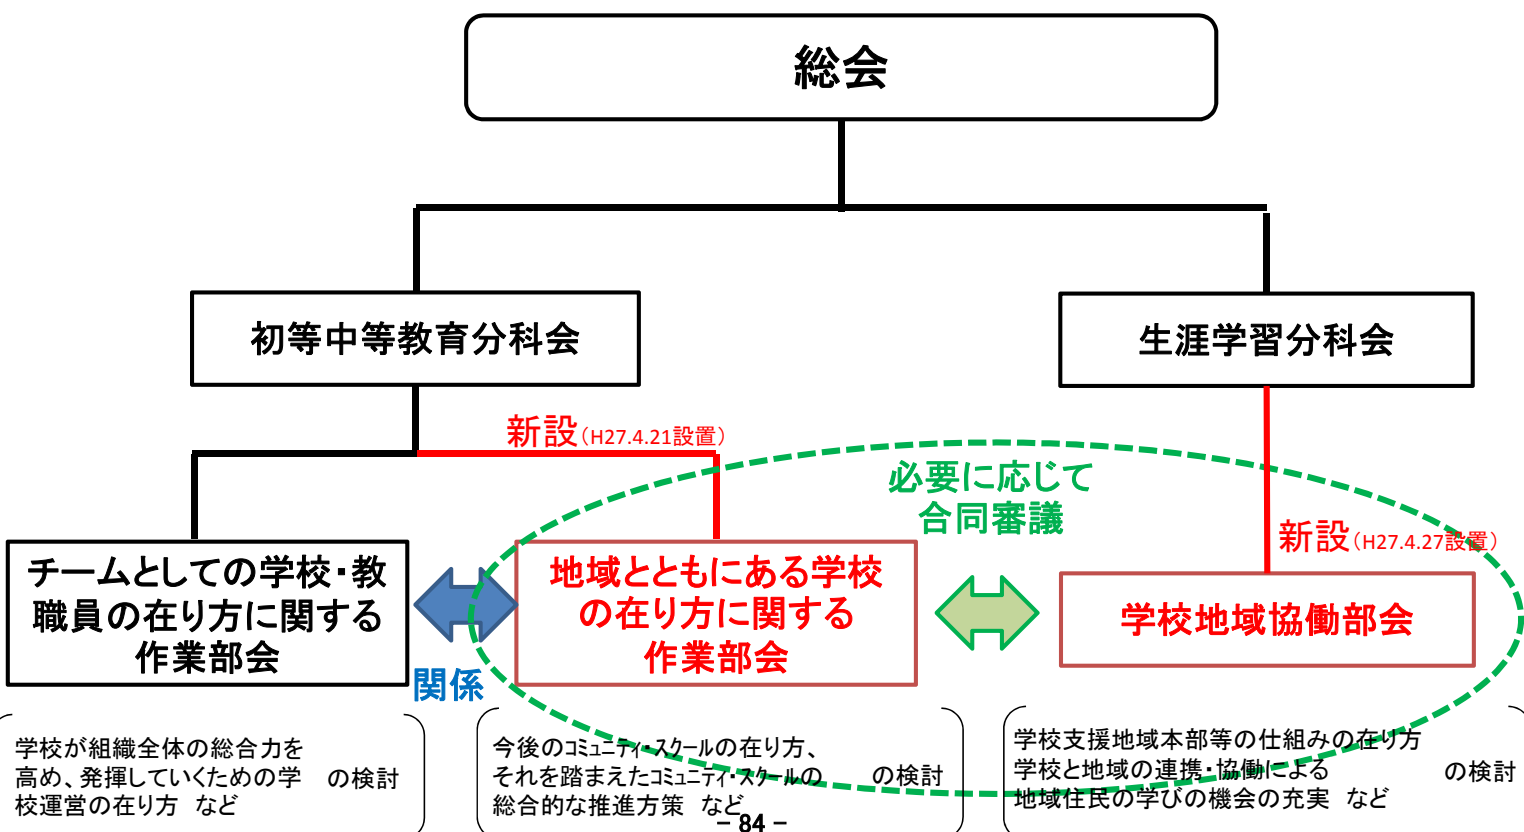 総会
初等中等教育分科会
生涯学習分科会
新設(H27.4.21設置)
必要に応じて
合同審議
新設(H27.4.27設置)
チームとしての学校・教
職員の在り方に関する
作業部会
関係
地域とともにある学校
の在り方に関する
作業部会
学校地域協働部会
学校が組織全体の総合力を
高め、発揮していくための学
校運営の在り方 など
の検討
今後のコミュニティ・スクールの在り方、
それを踏まえたコミュニティ・スクールの
総合的な推進方策 など
の検討
学校支援地域本部等の仕組みの在り方
学校と地域の連携・協働による
地域住民の学びの機会の充実 など
の検討
- 84 -